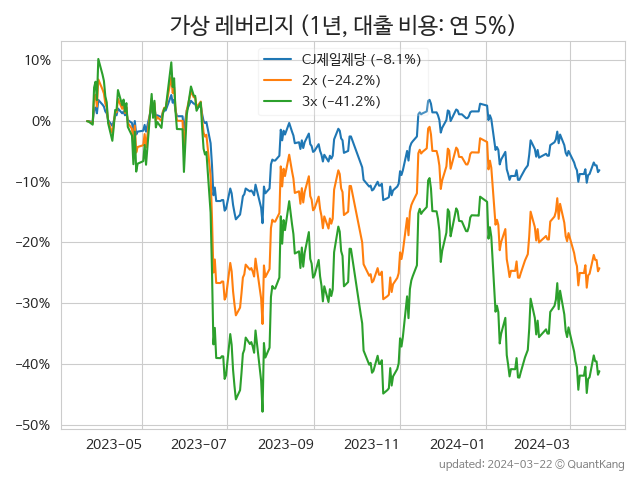 가상 레버리지 (1년, 대출 비용: 연 5%)
CJ제일제당 (−8.1%)
2x (−24.2%)
3x (−41.2%)
10%
0%
−10%
−20%
−30%
−40%
−50%
2023-05 2023-07 2023-09 2023-11 2024-01 2024-03
updated: 2024-03-22 © QuantKang